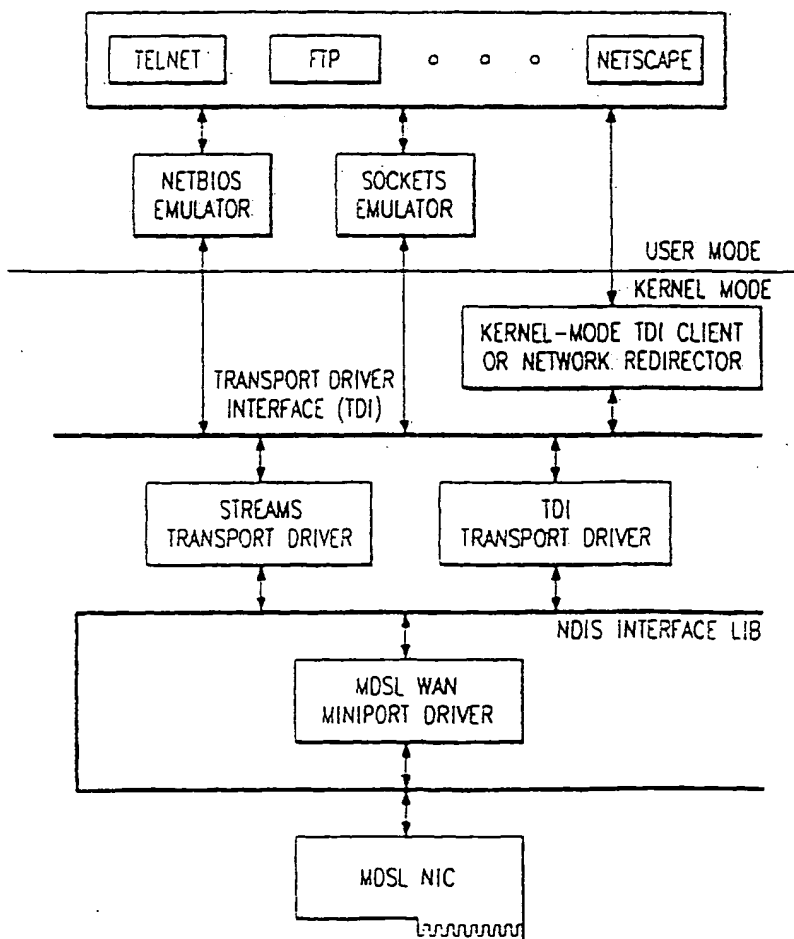 TELNET
FTP
NETSCAPE
NETBIOS
EMULATOR
SOCKETS
EMULATOR
USER MODE
KERNEL MODE
KERNEL-MODE TDI CLIENT
OR NETWORK REDIRECTOR
TRANSPORT DRIVER
INTERFACE (TDI)
STREAMS
TRANSPORT DRIVER
TDI
TRANSPORT DRIVER
NDIS INTERFACE LIB
MDSL WAN
MINIPORT DRIVER
MDSL NIC